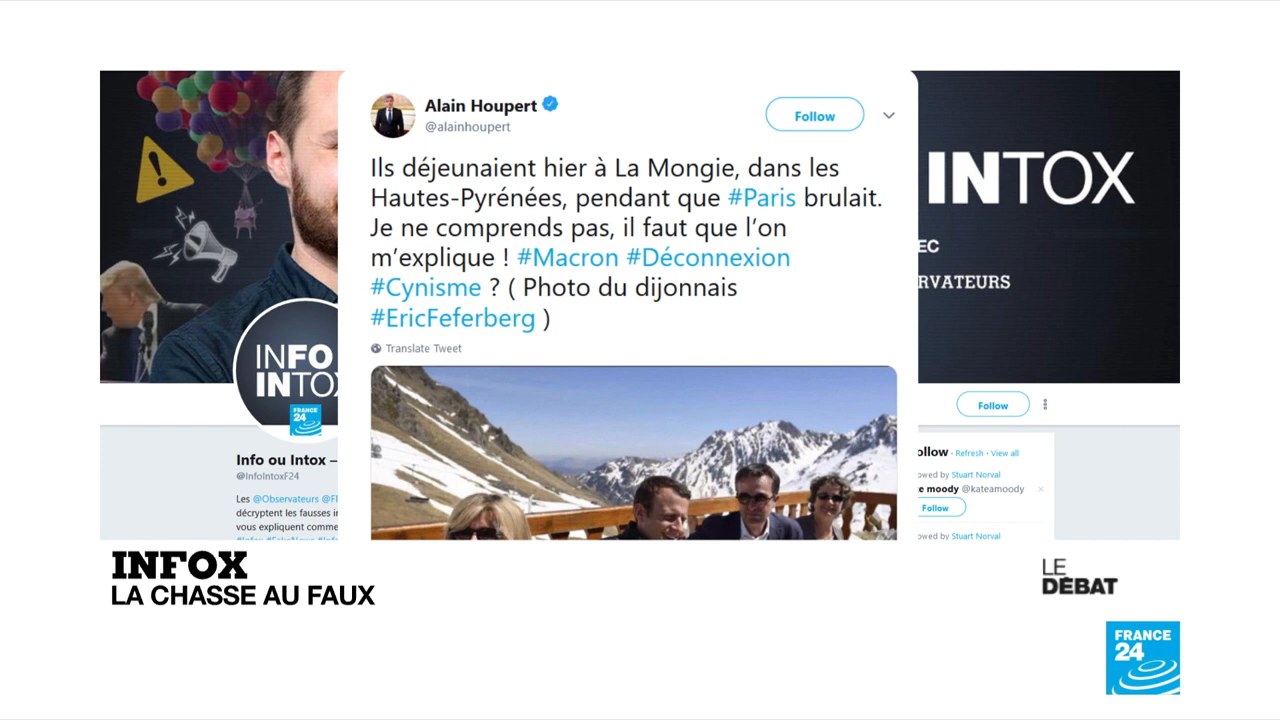 Alain Houpert
@alainhoupert
Follow
Ils déjeunaient hier à La Mongie, dans les
Hautes-Pyrénées, pendant que #Paris brulait.
Je ne comprends pas, il faut que l'on
m'explique ! #Macron #Déconnexion
#Cynisme ? ( Photo du dijonnais
#EricFeferberg )
Translate Tweet
INTOX
EC
RVATEURS
INFO
INTOX
FRANCE
24
Info ou Intox –
@InfoIntoxF24
Les @Observateurs @F
décryptent les fausses i
vous expliquent comme
Follow
ollow · Refresh · View all
owed by Stuart Norval
e moody @kateamoody
Follow
owed by Stuart Norval
INFOX
LA CHASSE AU FAUX
LE
DÉBAT
FRANCE
24